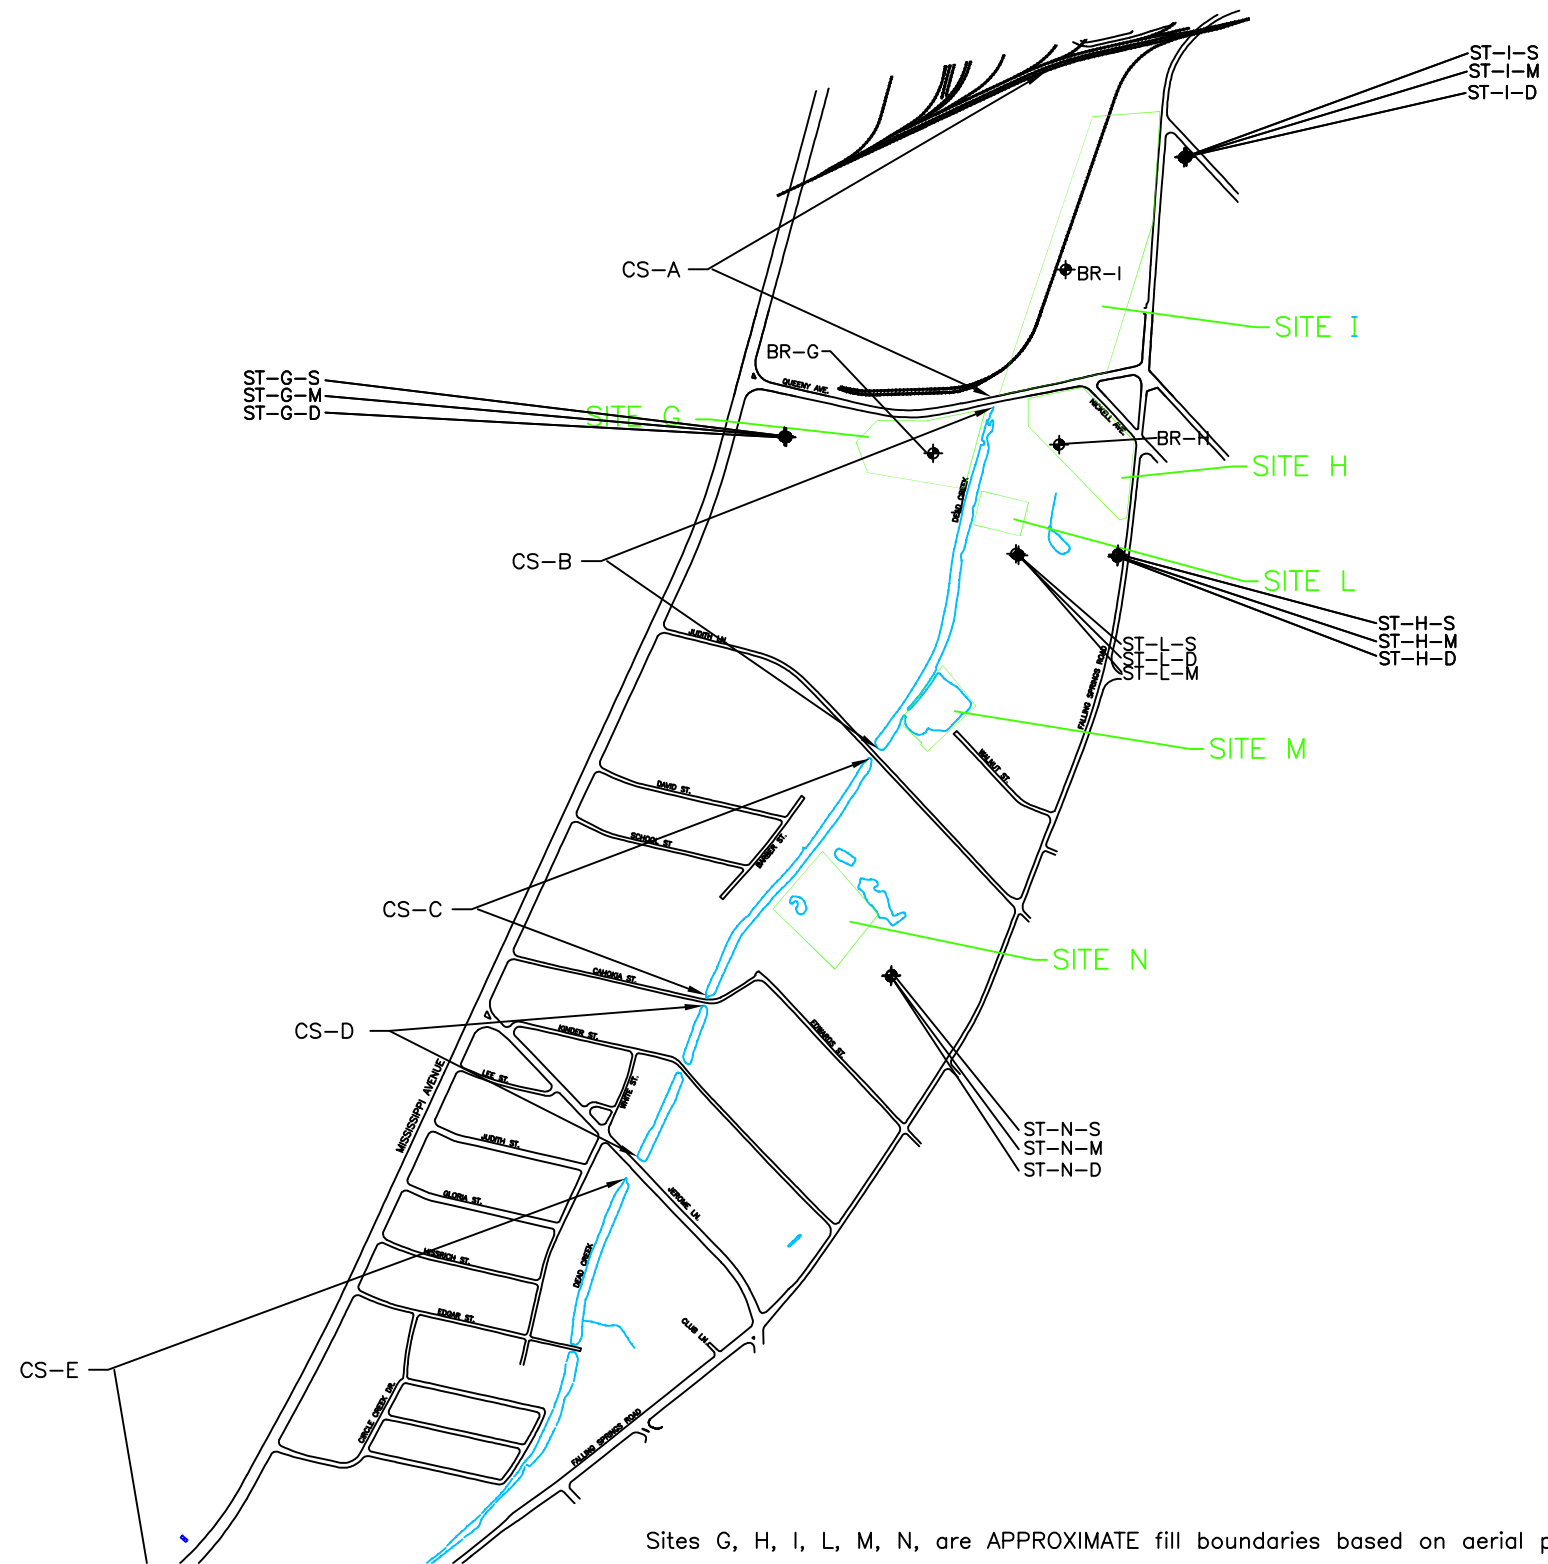 ST-I-S
ST-I-M
ST-I-D
CS-A
BR-I
SITE I
BR-G
ST-G-S
ST-G-M
ST-G-D
QUEENY AVE.
SITE G
NICKELL AVE.
BR-H
SITE H
DEAD CREEK
CS-B
SITE L
ST-H-S
ST-H-M
ST-H-D
JUDITH LN.
ST-L-S
ST-L-D
ST-L-M
FALLING SPRINGS ROAD
SITE M
WALNUT ST.
DAVID ST.
SCHOOL ST
BARBER ST.
CS-C
SITE N
CAHOKIA ST.
CS-D
KINDER ST.
EDWARDS ST.
MISSISSIPPI AVENUE
LEE ST.
WHITE ST.
ST-N-S
ST-N-M
ST-N-D
JUDITH ST.
GLORIA ST.
JEROME LN.
MISSRICH ST.
DEAD CREEK
EDGAR ST.
CLUB LN.
CS-E
CIRCLE CREEK DR.
FALLING SPRINGS ROAD
Sites G, H, I, L, M, N, are APPROXIMATE fill boundaries based on aerial p